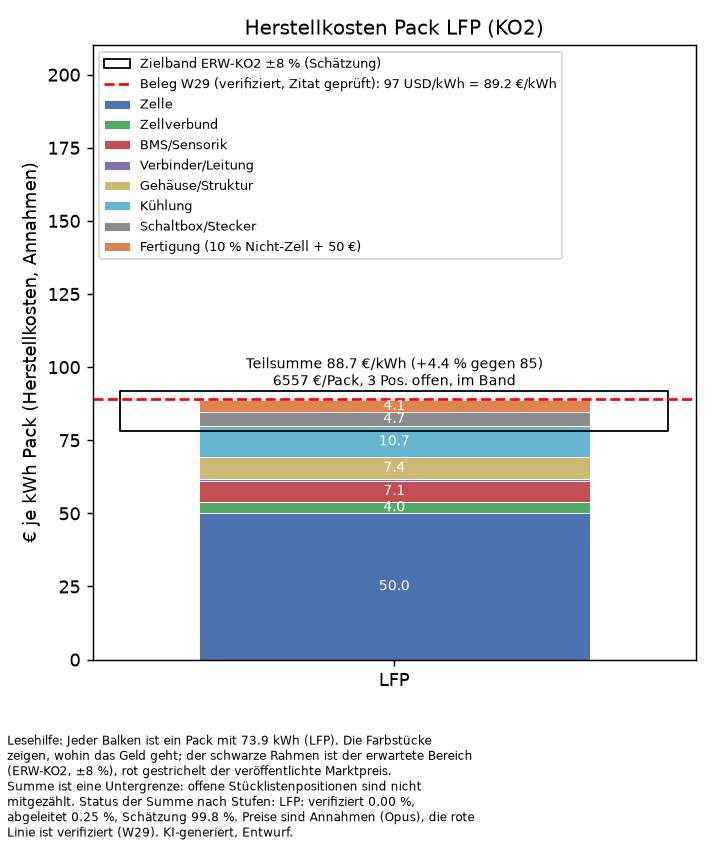 Herstellkosten Pack LFP (KO2)
Zielband ERW-KO2 ±8 % (Schätzung)
Beleg W29 (verifiziert, Zitat geprüft): 97 USD/kWh = 89.2 €/kWh
Zelle
Zellverbund
BMS/Sensorik
Verbinder/Leitung
Gehäuse/Struktur
Kühlung
Schaltbox/Stecker
Fertigung (10 % Nicht-Zell + 50 €)
€ je kWh Pack (Herstellkosten, Annahmen)
200
175
150
125
100
75
50
25
0
Teilsumme 88.7 €/kWh (+4.4 % gegen 85)
6557 €/Pack, 3 Pos. offen, im Band
4.1
4.7
10.7
7.4
7.1
4.0
50.0
LFP
Lesehilfe: Jeder Balken ist ein Pack mit 73.9 kWh (LFP). Die Farbstücke
zeigen, wohin das Geld geht; der schwarze Rahmen ist der erwartete Bereich
(ERW-KO2, ±8 %), rot gestrichelt der veröffentlichte Marktpreis.
Summe ist eine Untergrenze: offene Stücklistenpositionen sind nicht
mitgezählt. Status der Summe nach Stufen: LFP: verifiziert 0.00 %,
abgeleitet 0.25 %, Schätzung 99.8 %. Preise sind Annahmen (Opus), die rote
Linie ist verifiziert (W29). KI-generiert, Entwurf.